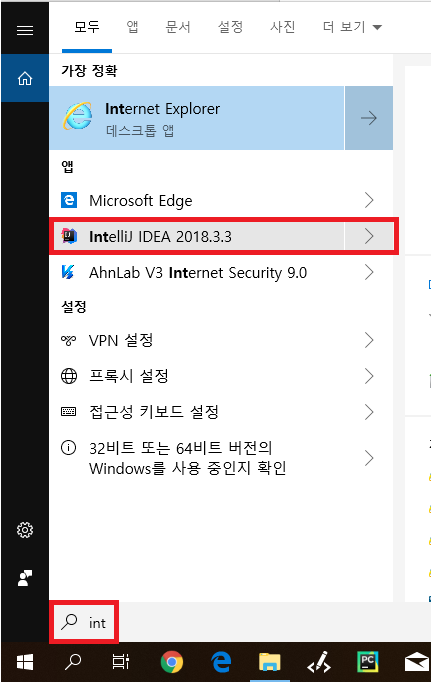 모두 앱 문서 설정 사진 더 보기
가장 정확
Internet Explorer
데스크톱 앱
앱
Microsoft Edge
IntelliJ IDEA 2018.3.3
AhnLab V3 Internet Security 9.0
설정
VPN 설정
프록시 설정
접근성 키보드 설정
32비트 또는 64비트 버전의
Windows를 사용 중인지 확인
int
PC